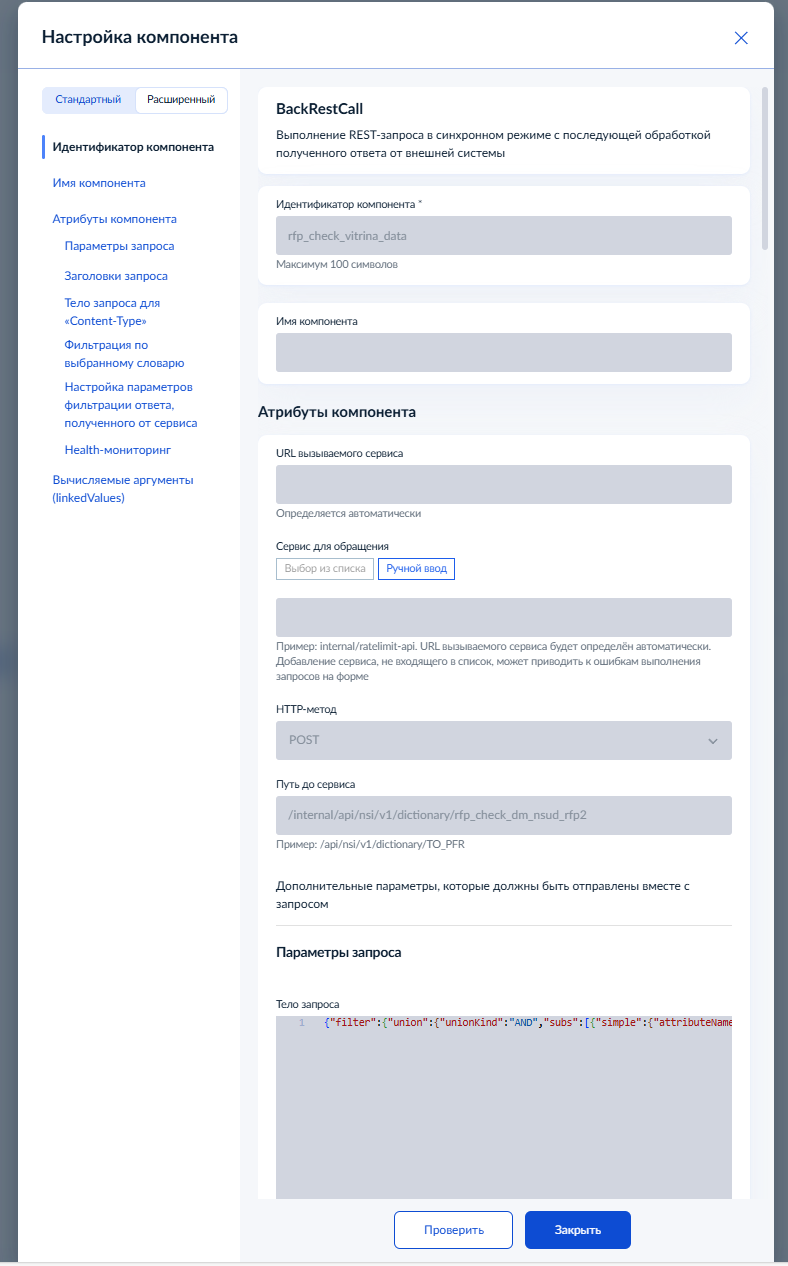 Настройка компонента
Стандартный
Расширенный
Идентификатор компонента
Имя компонента
Атрибуты компонента
Параметры запроса
Заголовки запроса
Тело запроса для
«Content-Type»
Фильтрация по
выбранному словарю
Настройка параметров
фильтрации ответа,
полученного от сервиса
Health-мониторинг
Вычисляемые аргументы
(linkedValues)
BackRestCall
Выполнение REST-запроса в синхронном режиме с последующей обработкой
полученного ответа от внешней системы
Идентификатор компонента *
rfp_check_vitrina_data
Максимум 100 символов
Имя компонента
Атрибуты компонента
URL вызываемого сервиса
Определяется автоматически
Сервис для обращения
Выбор из списка
Ручной ввод
Пример: internal/ratelimit-api. URL вызываемого сервиса будет определён автоматически.
Добавление сервиса, не входящего в список, может приводить к ошибкам выполнения
запросов на форме
HTTP-метод
POST
Путь до сервиса
/internal/api/nsi/v1/dictionary/rfp_check_dm_nsud_rfp2
Пример: /api/nsi/v1/dictionary/TO_PFR
Дополнительные параметры, которые должны быть отправлены вместе с
запросом
Параметры запроса
Тело запроса
1 {"filter":{"union":{"unionKind":"AND","subs":[{"simple":{"attributeName
Проверить
Закрыть